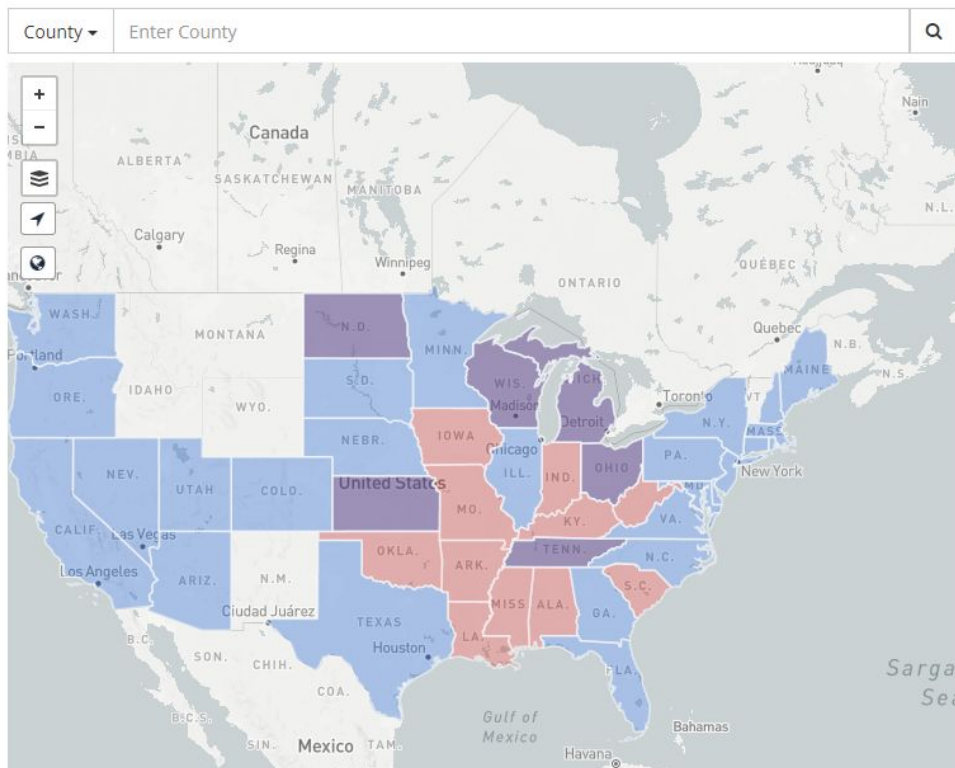 County
Enter County
+
−
Nain
Canada
ALBERTA
SASKATCHEWAN
MANITOBA
N.L.
Calgary
Regina
Winnipeg
ONTARIO
QUÉBEC
Quebec
N.B.
N.S.
WASH.
MONTANA
N.D.
MINN.
Portland
ORE.
IDAHO
WYO.
S.D.
WIS.
MICH
Madison
Detroit
Toronto
VT
MAINE
N.Y.
MASS
NEBR.
IOWA
Chicago
ILL.
IND.
OHIO
PA.
New York
NEV.
UTAH
COLO.
United States
MO.
KY.
MD.
VA.
CALIF.
Las Vegas
Los Angeles
ARIZ.
N.M.
OKLA.
ARK.
TENN.
N.C.
S.C.
MISS
ALA.
GA.
Ciudad Juárez
TEXAS
LA.
Houston
FLA.
B.C.
SON.
CHIH.
COA.
B.C.S.
SIN.
Mexico
TAM.
Gulf of
Mexico
Bahamas
Havana
Sarga
Sea